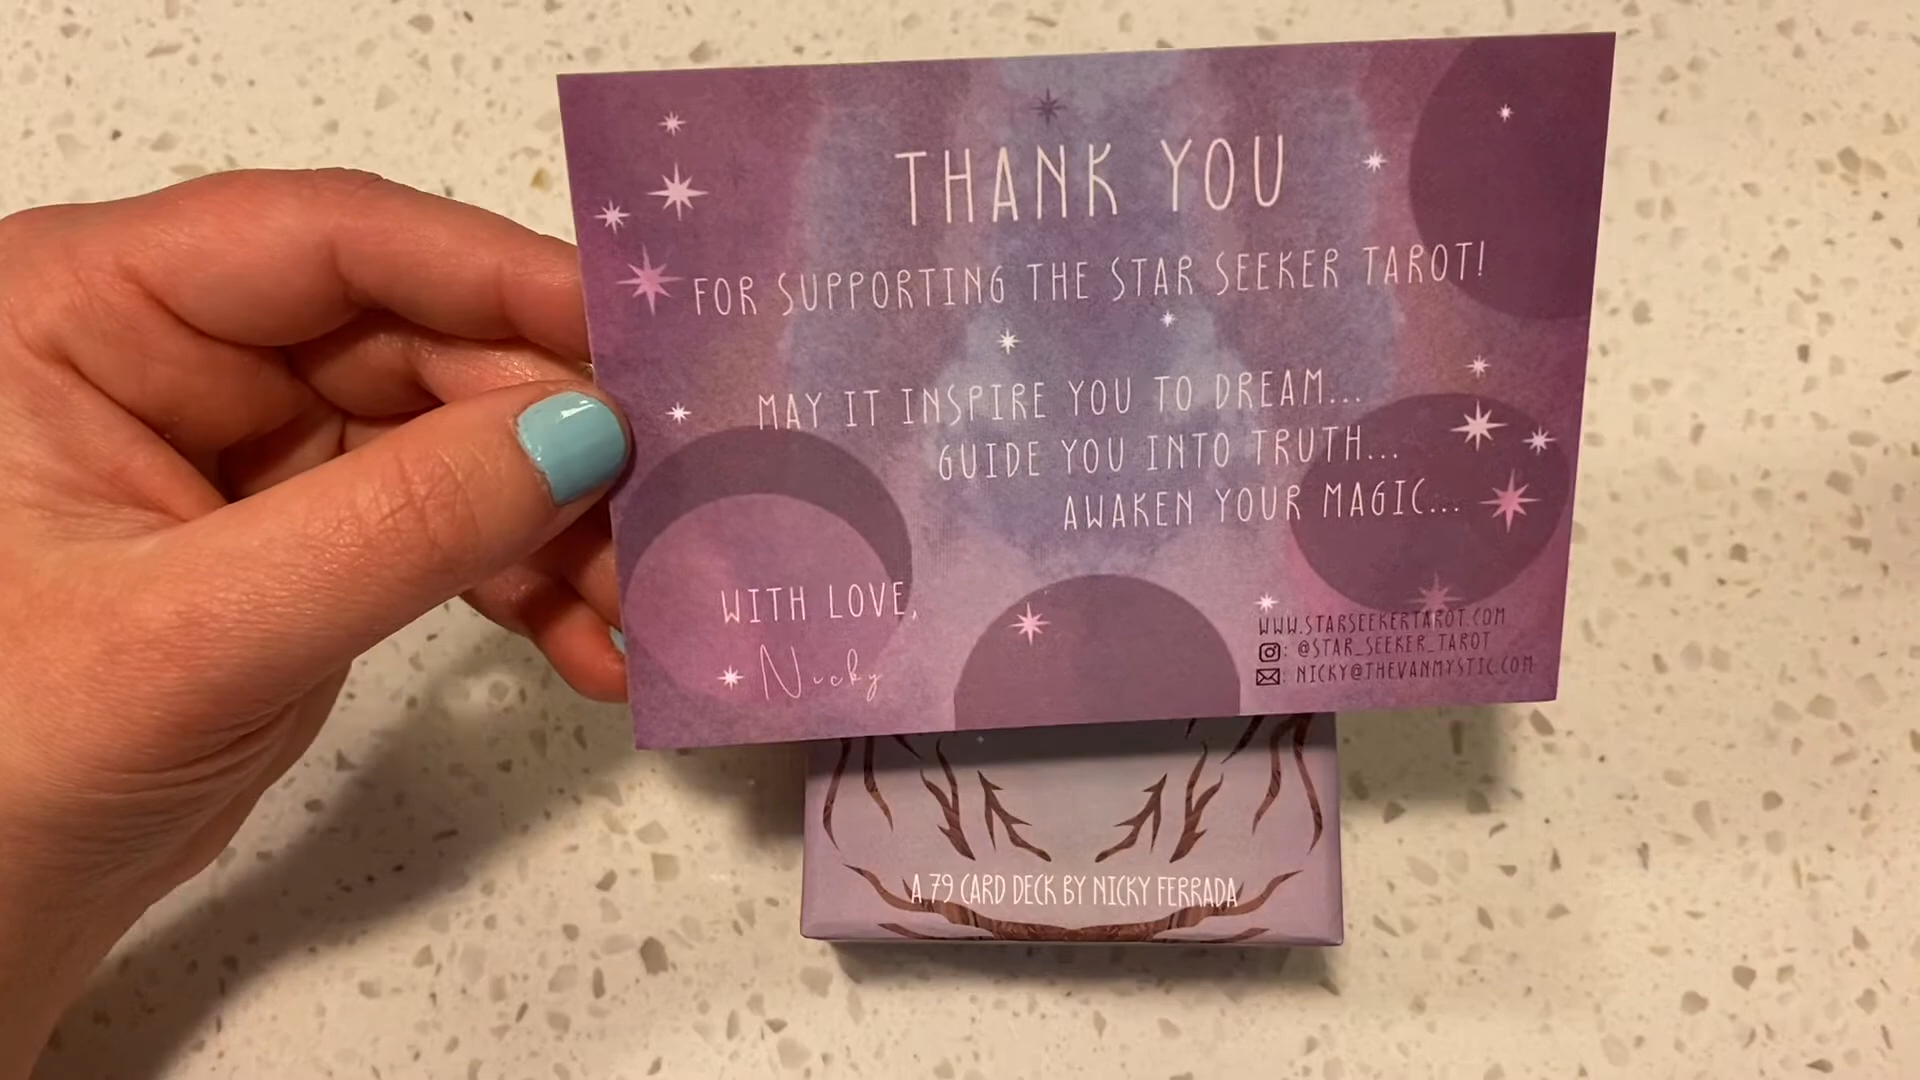 THANK YOU
FOR SUPPORTING THE STAR SEEKER TAROT!
MAY IT INSPIRE YOU TO DREAM...
GUIDE YOU INTO TRUTH...
AWAKEN YOUR MAGIC...
WITH LOVE,
Nicky
WWW.STARSEEKERTAROT.COM
: @STAR_SEEKER_TAROT
: NICKY@THEVANMYSTIC.COM
A 79 CARD DECK BY NICKY FERRADA